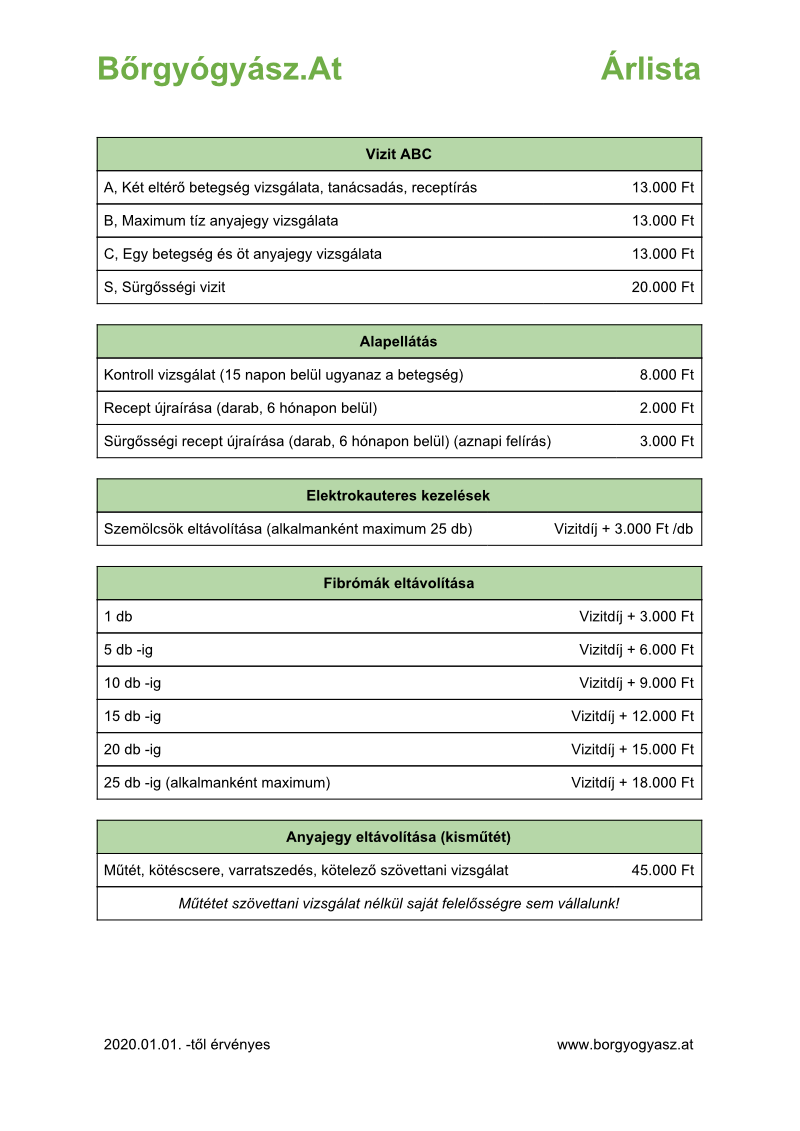 Bőrgyógyász.At Árlista
Vizit ABC
A, Két eltérő betegség vizsgálata, tanácsadás, receptírás 13.000 Ft
B, Maximum tíz anyajegy vizsgálata 13.000 Ft
C, Egy betegség és öt anyajegy vizsgálata 13.000 Ft
S, Sürgősségi vizit 20.000 Ft
Alapellátás
Kontroll vizsgálat (15 napon belül ugyanaz a betegség) 8.000 Ft
Recept újraírása (darab, 6 hónapon belül) 2.000 Ft
Sürgősségi recept újraírása (darab, 6 hónapon belül) (aznapi felírás) 3.000 Ft
Elektrokauteres kezelések
Szemölcsök eltávolítása (alkalmanként maximum 25 db) Vizitdíj + 3.000 Ft /db
Fibrómák eltávolítása
1 db Vizitdíj + 3.000 Ft
5 db -ig Vizitdíj + 6.000 Ft
10 db -ig Vizitdíj + 9.000 Ft
15 db -ig Vizitdíj + 12.000 Ft
20 db -ig Vizitdíj + 15.000 Ft
25 db -ig (alkalmanként maximum) Vizitdíj + 18.000 Ft
Anyajegy eltávolítása (kisműtét)
Műtét, kötéscsere, varratszedés, kötelező szövettani vizsgálat 45.000 Ft
Műtétet szövettani vizsgálat nélkül saját felelősségre sem vállalunk!
2020.01.01. -től érvényes www.borgyogyasz.at